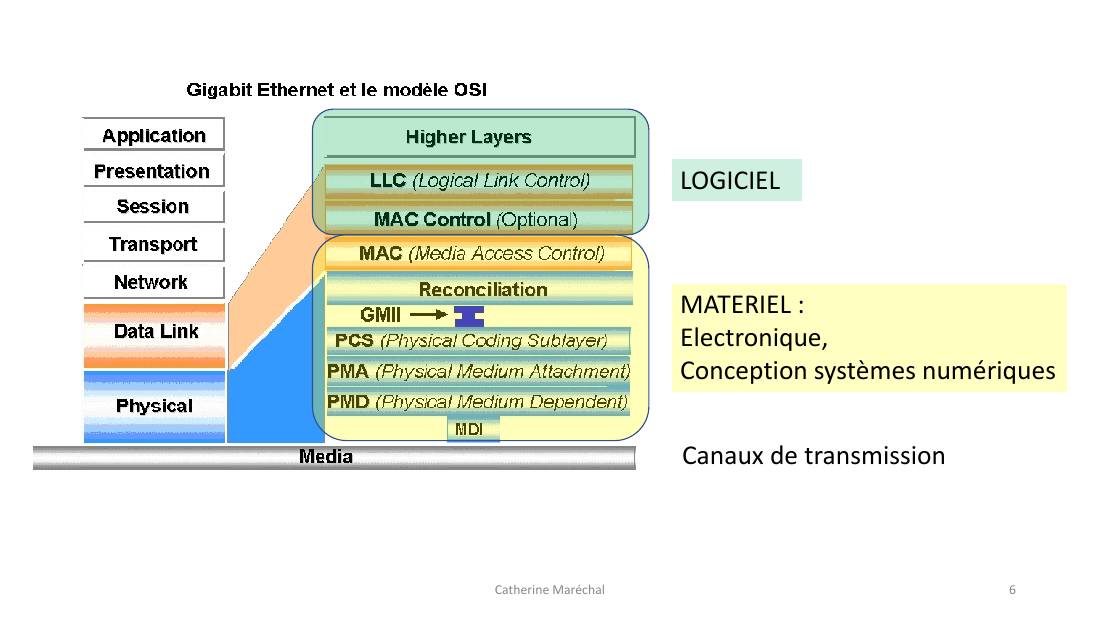 Gigabit Ethernet et le modèle OSI
Application
Presentation
Session
Transport
Network
Data Link
Physical
Higher Layers
LLC (Logical Link Control)
MAC Control (Optional)
MAC (Media Access Control)
Reconciliation
GMII
PCS (Physical Coding Sublayer)
PMA (Physical Medium Attachment)
PMD (Physical Medium Dependent)
MDI
Media
LOGICIEL
MATERIEL :
Electronique,
Conception systèmes numériques
Canaux de transmission
Catherine Maréchal
6